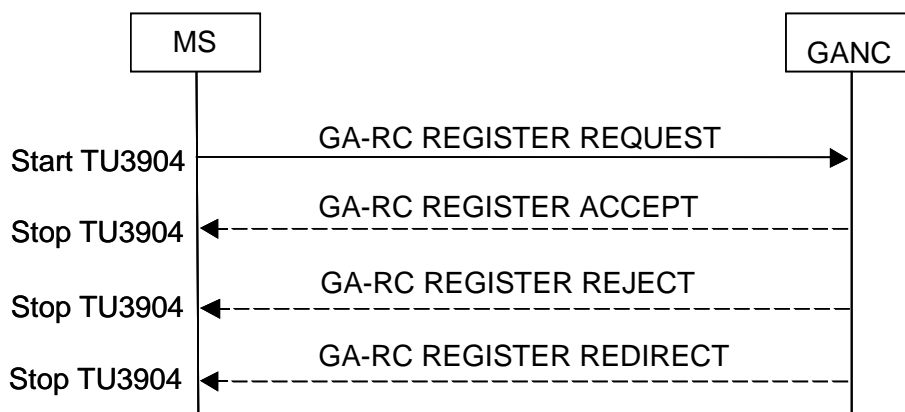 MS
GANC
GA-RC REGISTER REQUEST
Start TU3904
GA-RC REGISTER ACCEPT
Stop TU3904
GA-RC REGISTER REJECT
Stop TU3904
GA-RC REGISTER REDIRECT
Stop TU3904